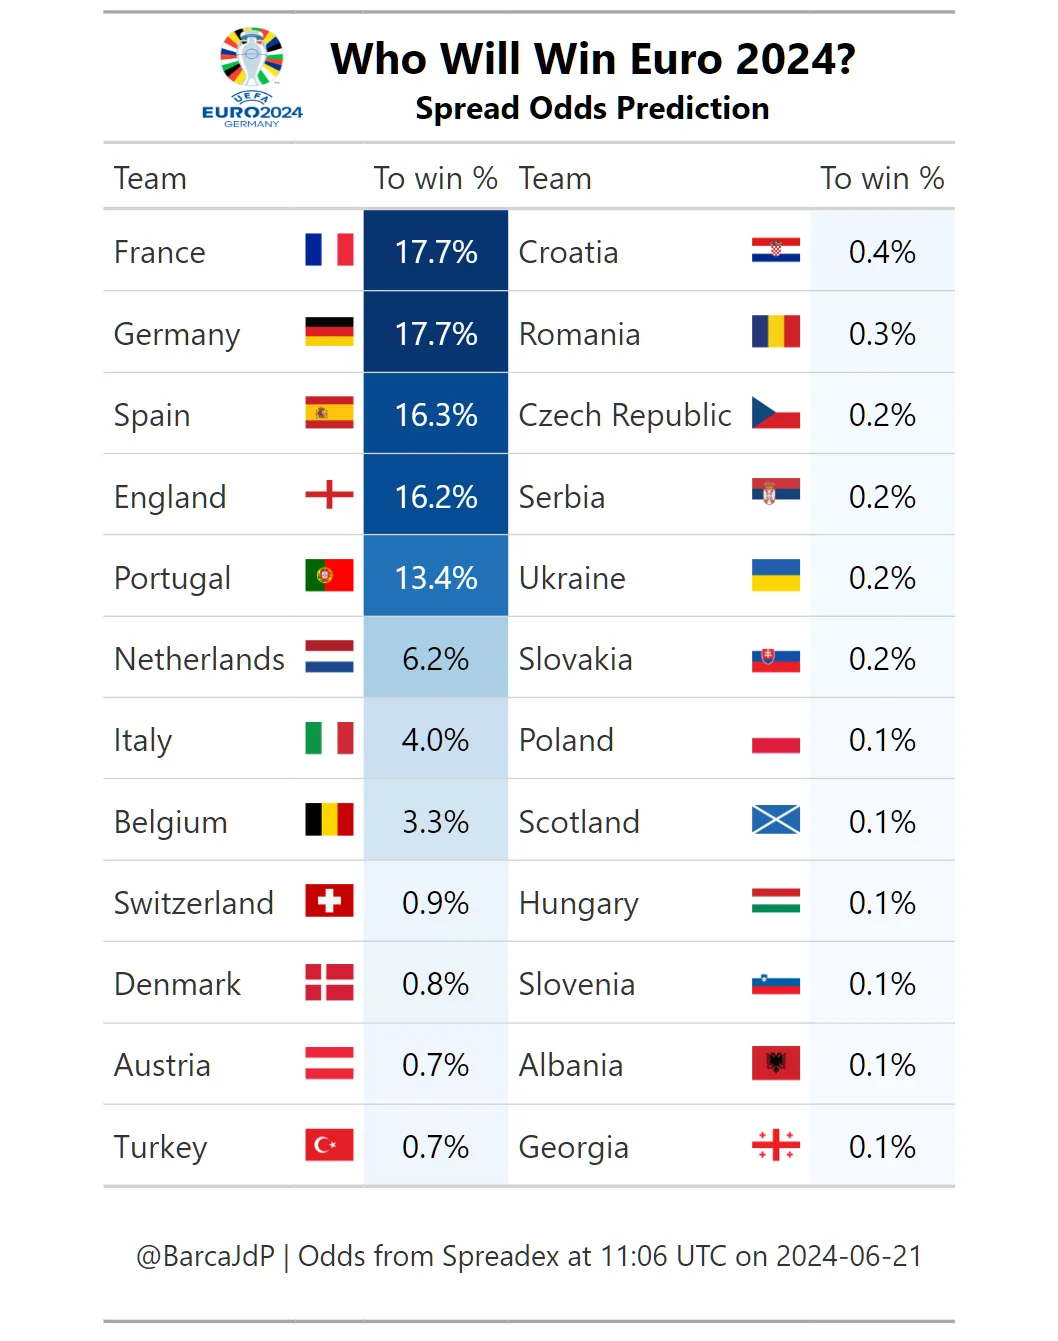 Who Will Win Euro 2024?
Spread Odds Prediction
UEFA
EURO2024
GERMANY
Team To win % Team To win %
France 17.7% Croatia 0.4%
Germany 17.7% Romania 0.3%
Spain 16.3% Czech Republic 0.2%
England 16.2% Serbia 0.2%
Portugal 13.4% Ukraine 0.2%
Netherlands 6.2% Slovakia 0.2%
Italy 4.0% Poland 0.1%
Belgium 3.3% Scotland 0.1%
Switzerland 0.9% Hungary 0.1%
Denmark 0.8% Slovenia 0.1%
Austria 0.7% Albania 0.1%
Turkey 0.7% Georgia 0.1%
@BarcaJdP | Odds from Spreadex at 11:06 UTC on 2024-06-21